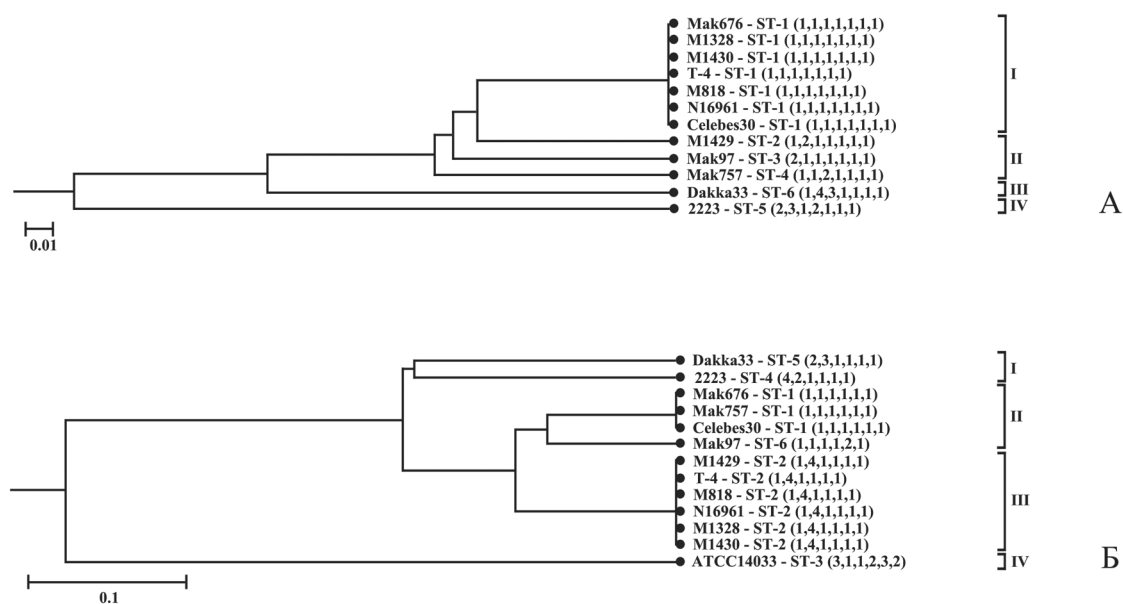 Mak676 - ST-1 (1,1,1,1,1,1,1)
M1328 - ST-1 (1,1,1,1,1,1,1)
M1430 - ST-1 (1,1,1,1,1,1,1)
T-4 - ST-1 (1,1,1,1,1,1,1)
I
M818 - ST-1 (1,1,1,1,1,1,1)
N16961 - ST-1 (1,1,1,1,1,1,1)
Celebes30 - ST-1 (1,1,1,1,1,1,1)
M1429 - ST-2 (1,2,1,1,1,1,1)
Mak97 - ST-3 (2,1,1,1,1,1,1)
II
Mak757 - ST-4 (1,1,2,1,1,1,1)
Dakka33 - ST-6 (1,4,3,1,1,1,1)
III
2223 - ST-5 (2,3,1,2,1,1,1)
IV
А
0.01
Dakka33 - ST-5 (2,3,1,1,1,1)
I
2223 - ST-4 (4,2,1,1,1,1)
Mak676 - ST-1 (1,1,1,1,1,1)
Mak757 - ST-1 (1,1,1,1,1,1)
II
Celebes30 - ST-1 (1,1,1,1,1,1)
Mak97 - ST-6 (1,1,1,1,2,1)
M1429 - ST-2 (1,4,1,1,1,1)
T-4 - ST-2 (1,4,1,1,1,1)
M818 - ST-2 (1,4,1,1,1,1)
III
N16961 - ST-2 (1,4,1,1,1,1)
M1328 - ST-2 (1,4,1,1,1,1)
M1430 - ST-2 (1,4,1,1,1,1)
ATCC14033 - ST-3 (3,1,1,2,3,2)
IV
Б
0.1